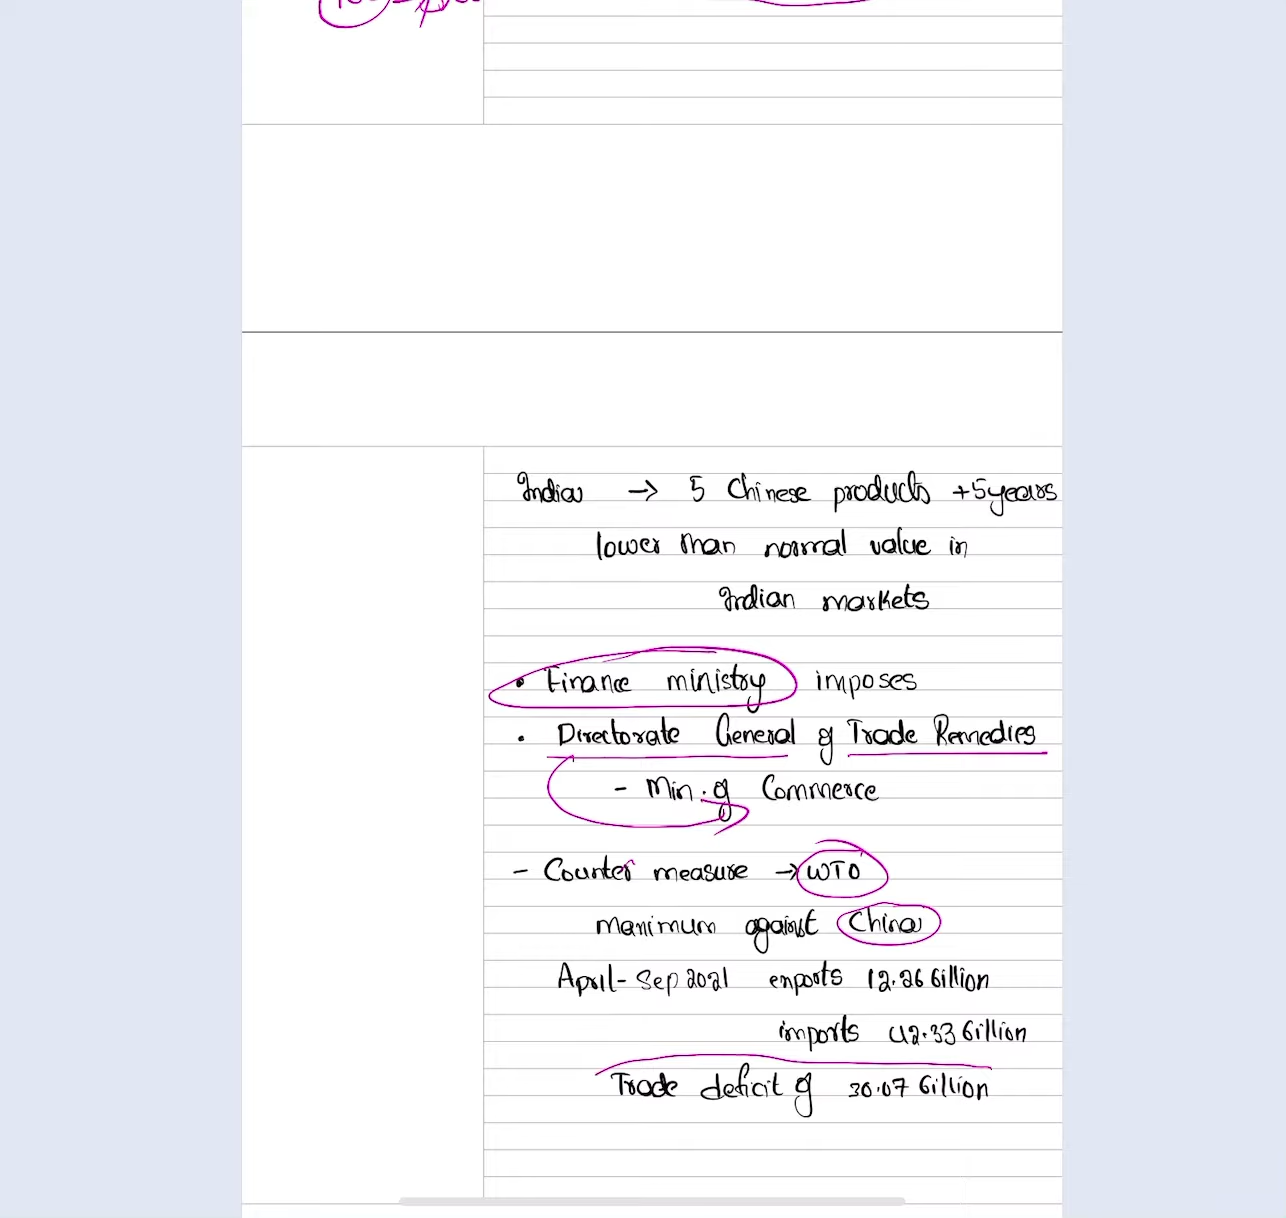 India → 5 Chinese products +5years
lower than normal value in
Indian markets
• Finance ministry imposes
• Directorate General of Trade Remedies
- Min. of Commerce
- Counter measure → WTO
maximum against China
April-Sep 2021 exports 12.26 billion
imports 42.33 billion
Trade deficit of 30.07 billion